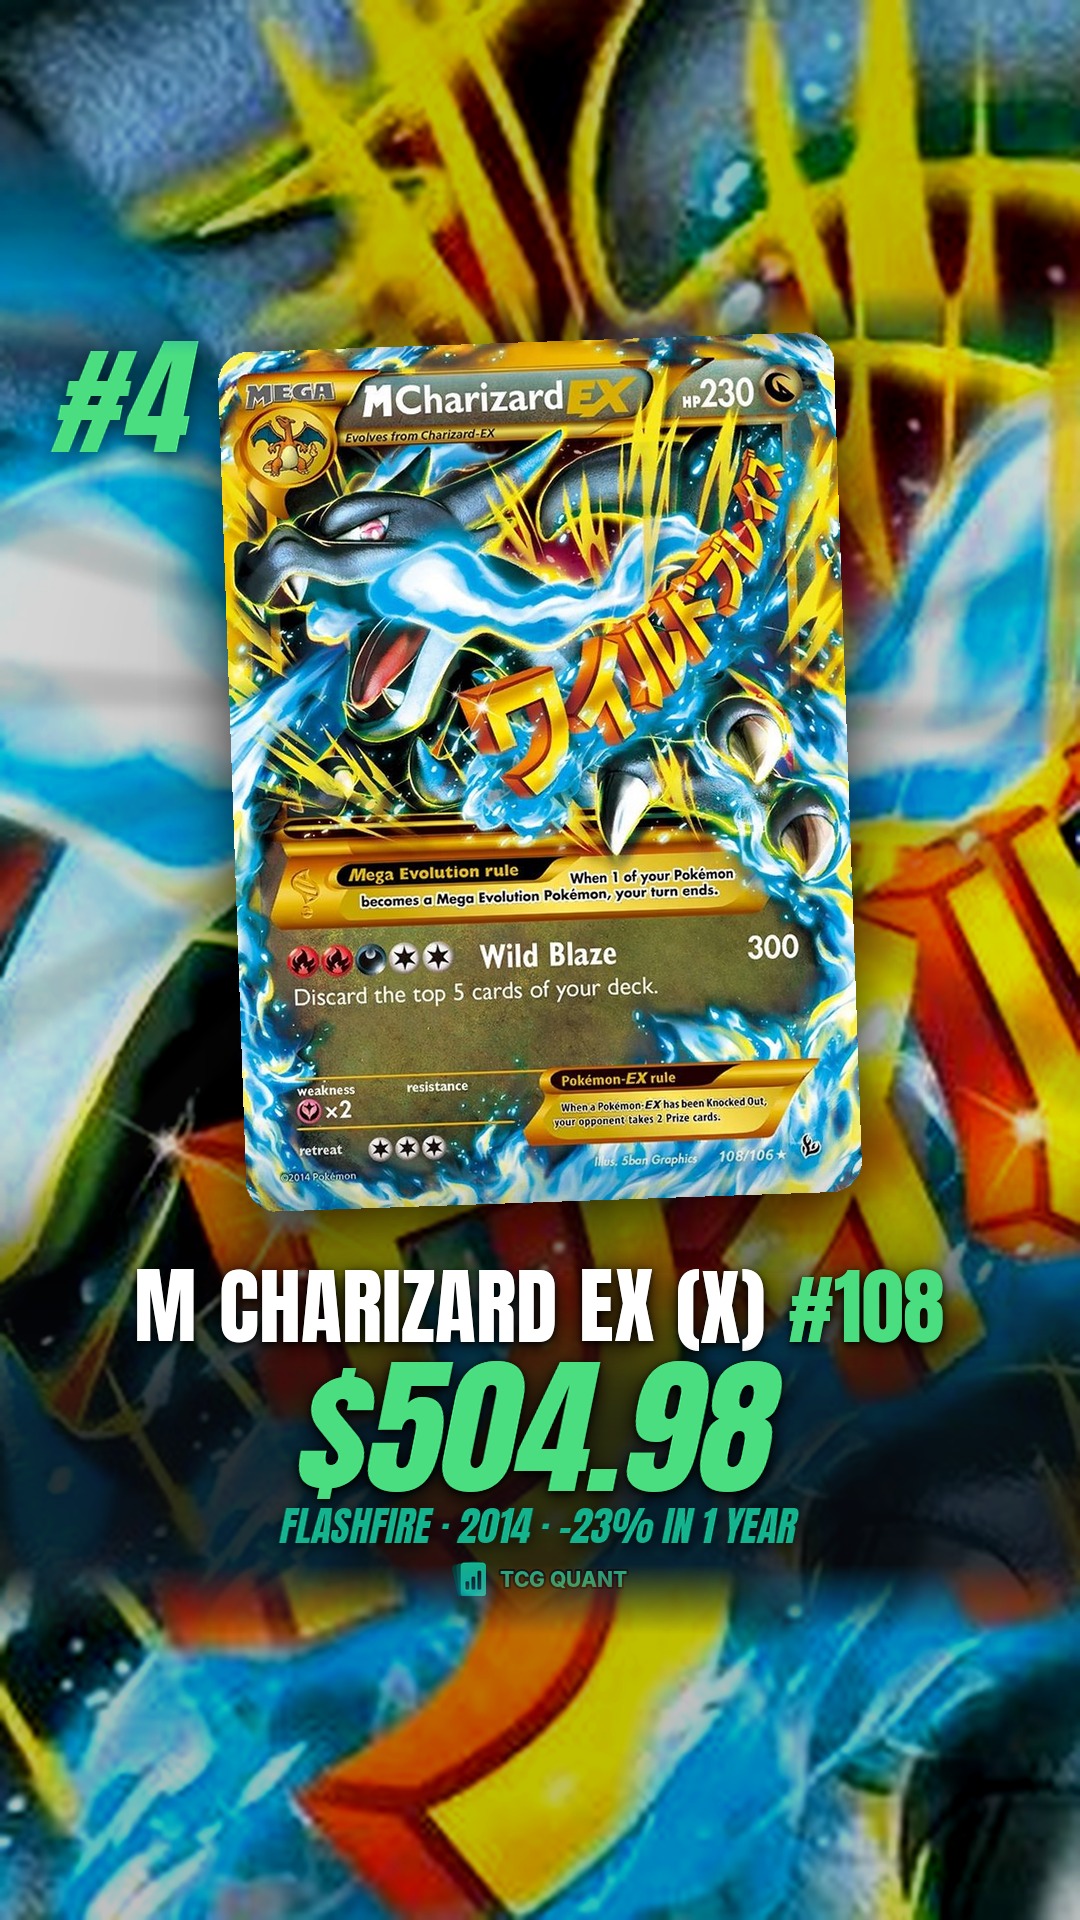 #4
MEGA
M Charizard EX HP 230
Evolves from Charizard-EX
ワイルドブレイズ
Mega Evolution rule
When 1 of your Pokémon
becomes a Mega Evolution Pokémon, your turn ends.
Wild Blaze 300
Discard the top 5 cards of your deck.
weakness resistance
×2
retreat
Pokémon-EX rule
When a Pokémon-EX has been Knocked Out,
your opponent takes 2 Prize cards.
Illus. 5ban Graphics 108/106 ★
©2014 Pokémon
M CHARIZARD EX (X) #108
$504.98
FLASHFIRE · 2014 · -23% IN 1 YEAR
TCG QUANT